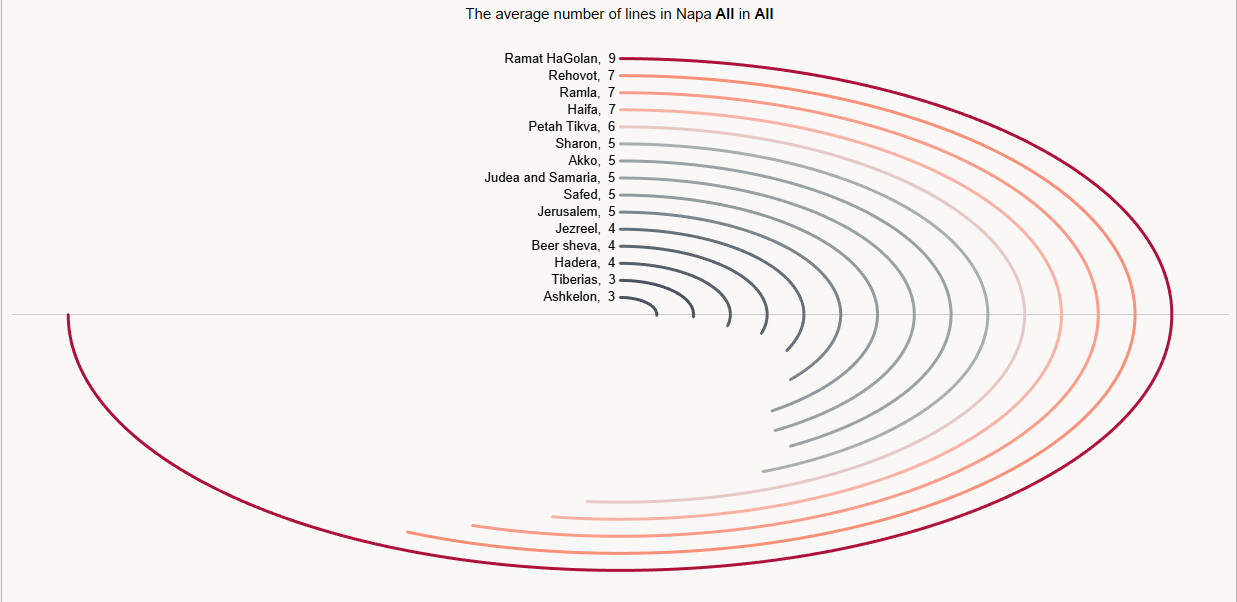 The average number of lines in Napa All in All
Ramat HaGolan, 9
Rehovot, 7
Ramla, 7
Haifa, 7
Petah Tikva, 6
Sharon, 5
Akko, 5
Judea and Samaria, 5
Safed, 5
Jerusalem, 5
Jezreel, 4
Beer sheva, 4
Hadera, 4
Tiberias, 3
Ashkelon, 3